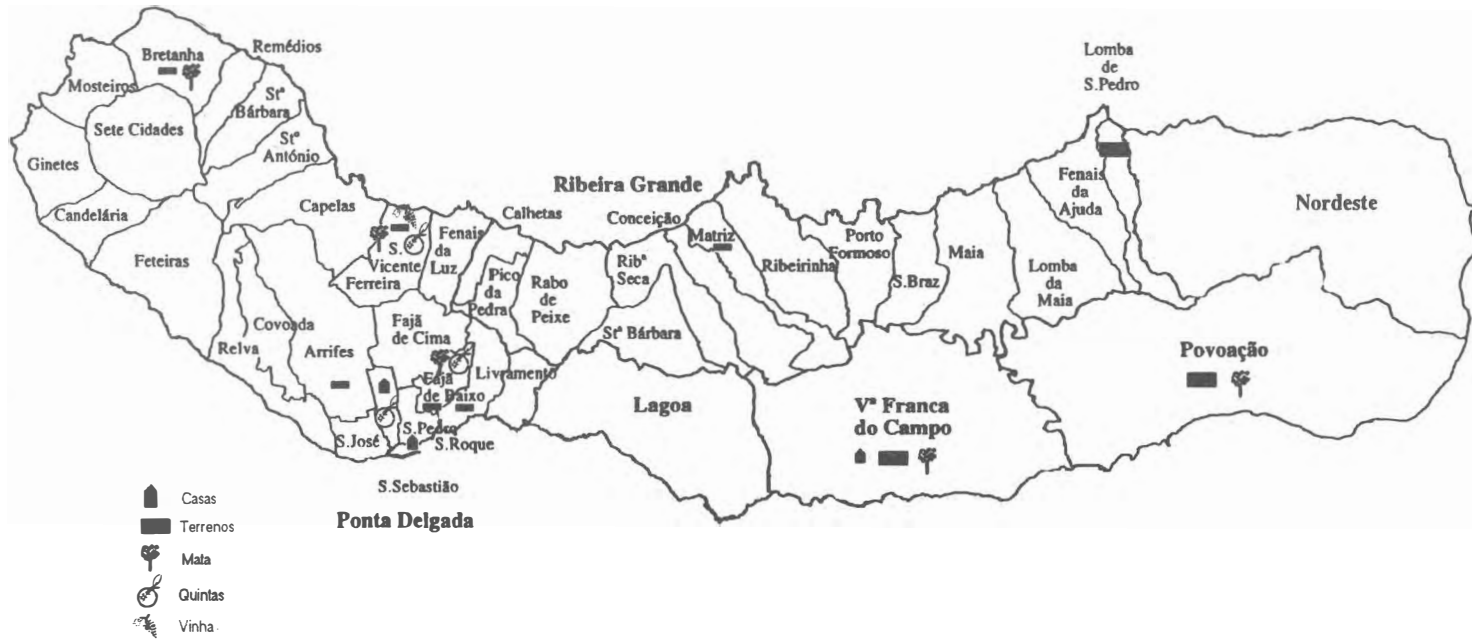 Bretanha
Remédios
Mosteiros
Stª
Bárbara
Sete Cidades
Stº
António
Ginetes
Candelária
Feteiras
Capelas
Ribeira Grande
Calhetas
Conceição
Lomba
de
S.Pedro
Fenais
da
Ajuda
Nordeste
S.
Vicente
Ferreira
Fenais
da
Luz
Pico
da
Pedra
Rabo
de
Peixe
Ribª
Seca
Matriz
Ribeirinha
Porto
Formoso
S.Braz
Maia
Lomba
da
Maia
Covoada
Relva
Arrifes
Fajã
de Cima
Stª Bárbara
Fajã
de Baixo
Livramento
Lagoa
Vª Franca
do Campo
Povoação
S.José
S.Pedro
S.Roque
S.Sebastião
Ponta Delgada
Casas
Terrenos
Mata
Quintas
Vinha